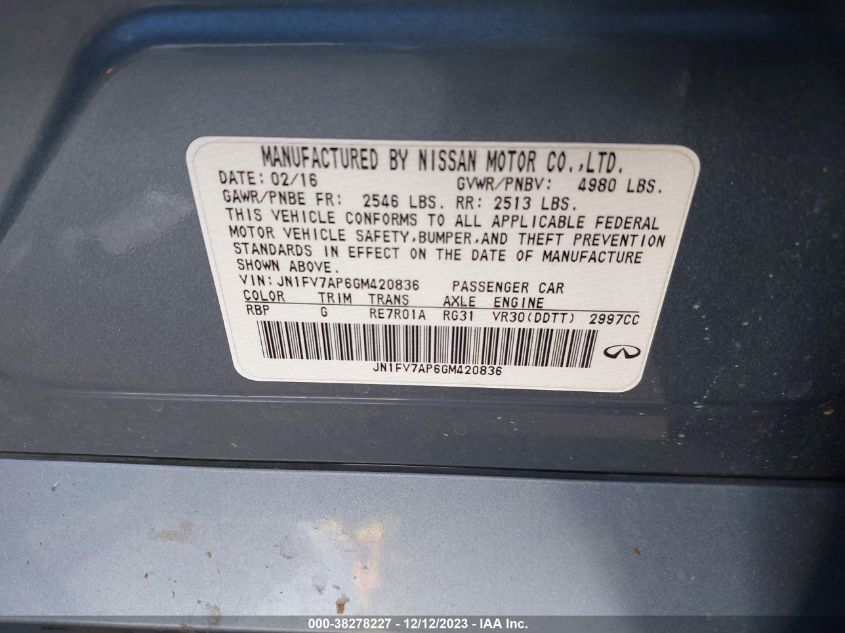 MANUFACTURED BY NISSAN MOTOR CO.,LTD.
DATE: 02/16 GVWR/PNBV: 4980 LBS.
GAWR/PNBE FR: 2546 LBS. RR: 2513 LBS.
THIS VEHICLE CONFORMS TO ALL APPLICABLE FEDERAL
MOTOR VEHICLE SAFETY,BUMPER,AND THEFT PREVENTION
STANDARDS IN EFFECT ON THE DATE OF MANUFACTURE
SHOWN ABOVE.
VIN:JN1FV7AP6GM420836 PASSENGER CAR
COLOR TRIM TRANS AXLE ENGINE
RBP G RE7R01A RG31 VR30(DDTT) 2997CC
JN1FV7AP6GM420836
000-38278227 - 12/12/2023 - IAA Inc.